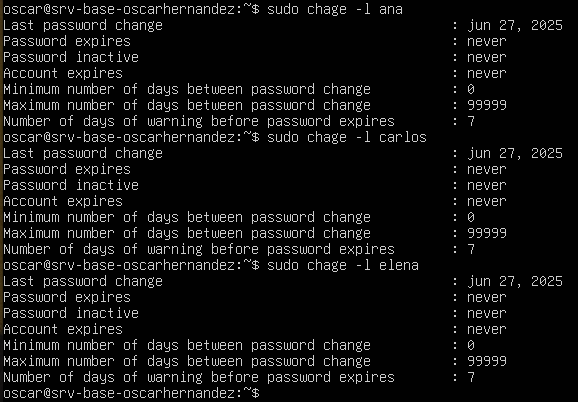 oscar@srv-base-oscarhernandez:~$ sudo chage -l ana
Last password change : jun 27, 2025
Password expires : never
Password inactive : never
Account expires : never
Minimum number of days between password change : 0
Maximum number of days between password change : 99999
Number of days of warning before password expires : 7
oscar@srv-base-oscarhernandez:~$ sudo chage -l carlos
Last password change : jun 27, 2025
Password expires : never
Password inactive : never
Account expires : never
Minimum number of days between password change : 0
Maximum number of days between password change : 99999
Number of days of warning before password expires : 7
oscar@srv-base-oscarhernandez:~$ sudo chage -l elena
Last password change : jun 27, 2025
Password expires : never
Password inactive : never
Account expires : never
Minimum number of days between password change : 0
Maximum number of days between password change : 99999
Number of days of warning before password expires : 7
oscar@srv-base-oscarhernandez:~$